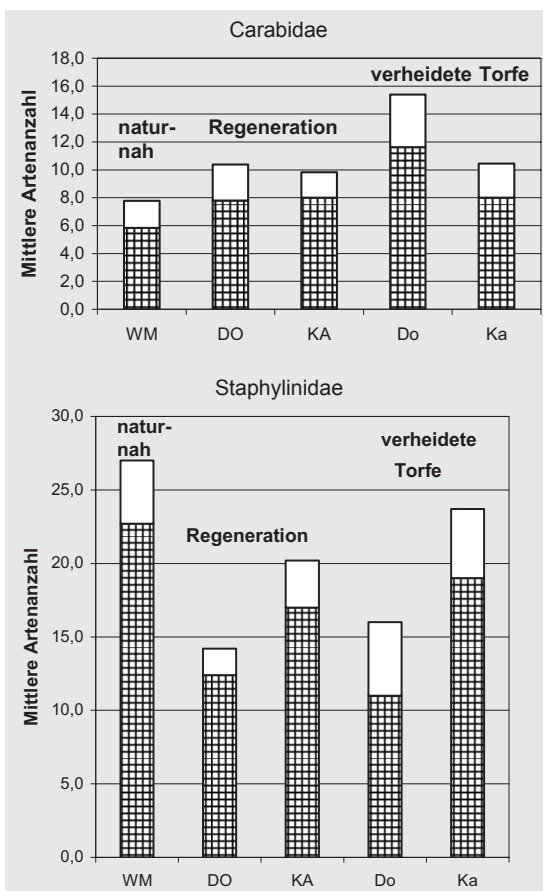 Carabidae
Mittlere Artenanzahl
18,0
16,0
14,0
12,0
10,0
8,0
6,0
4,0
2,0
0,0
verheidete Torfe
natur-
nah
Regeneration
WM DO KA Do Ka
Staphylinidae
Mittlere Artenanzahl
30,0
25,0
20,0
15,0
10,0
5,0
0,0
natur-
nah
verheidete
Torfe
Regeneration
WM DO KA Do Ka